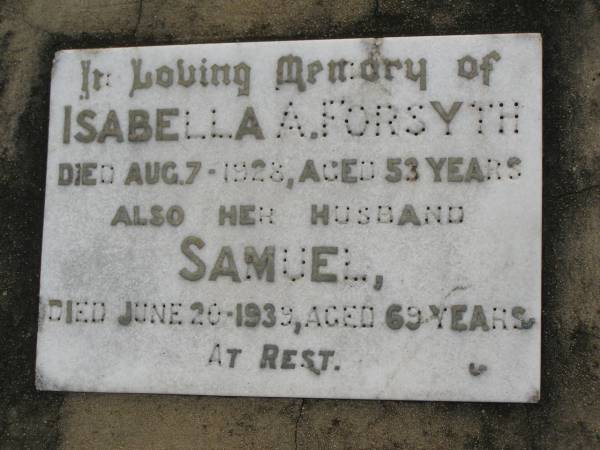 In Loving Memory of
ISABELLA A. FORSYTH
DIED AUG. 7 - 1928, AGED 53 YEARS
ALSO HER HUSBAND
SAMUEL,
DIED JUNE 20 - 1939, AGED 69 YEARS
AT REST.